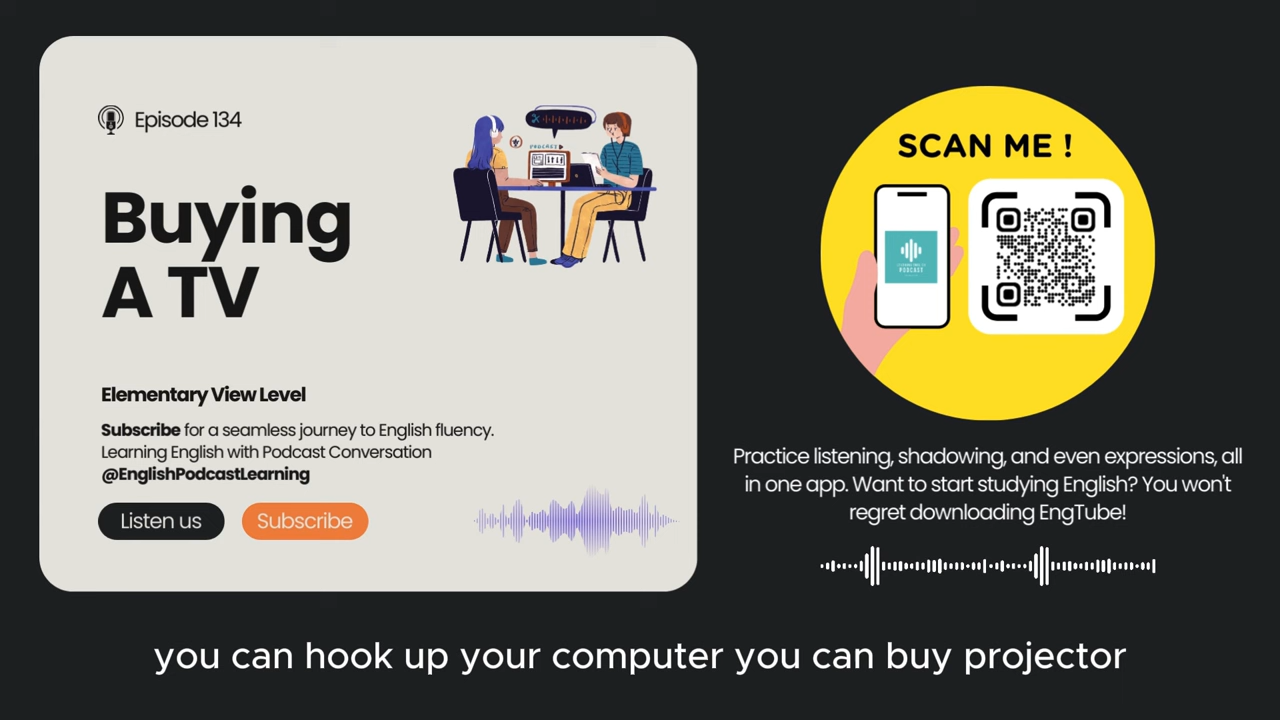 Episode 134
Buying
A TV
Elementary View Level
Subscribe for a seamless journey to English fluency.
Learning English with Podcast Conversation
@EnglishPodcastLearning
Listen us
Subscribe
PODCAST
SCAN ME !
PODCAST
Practice listening, shadowing, and even expressions, all
in one app. Want to start studying English? You won't
regret downloading EngTube!
you can hook up your computer you can buy projector